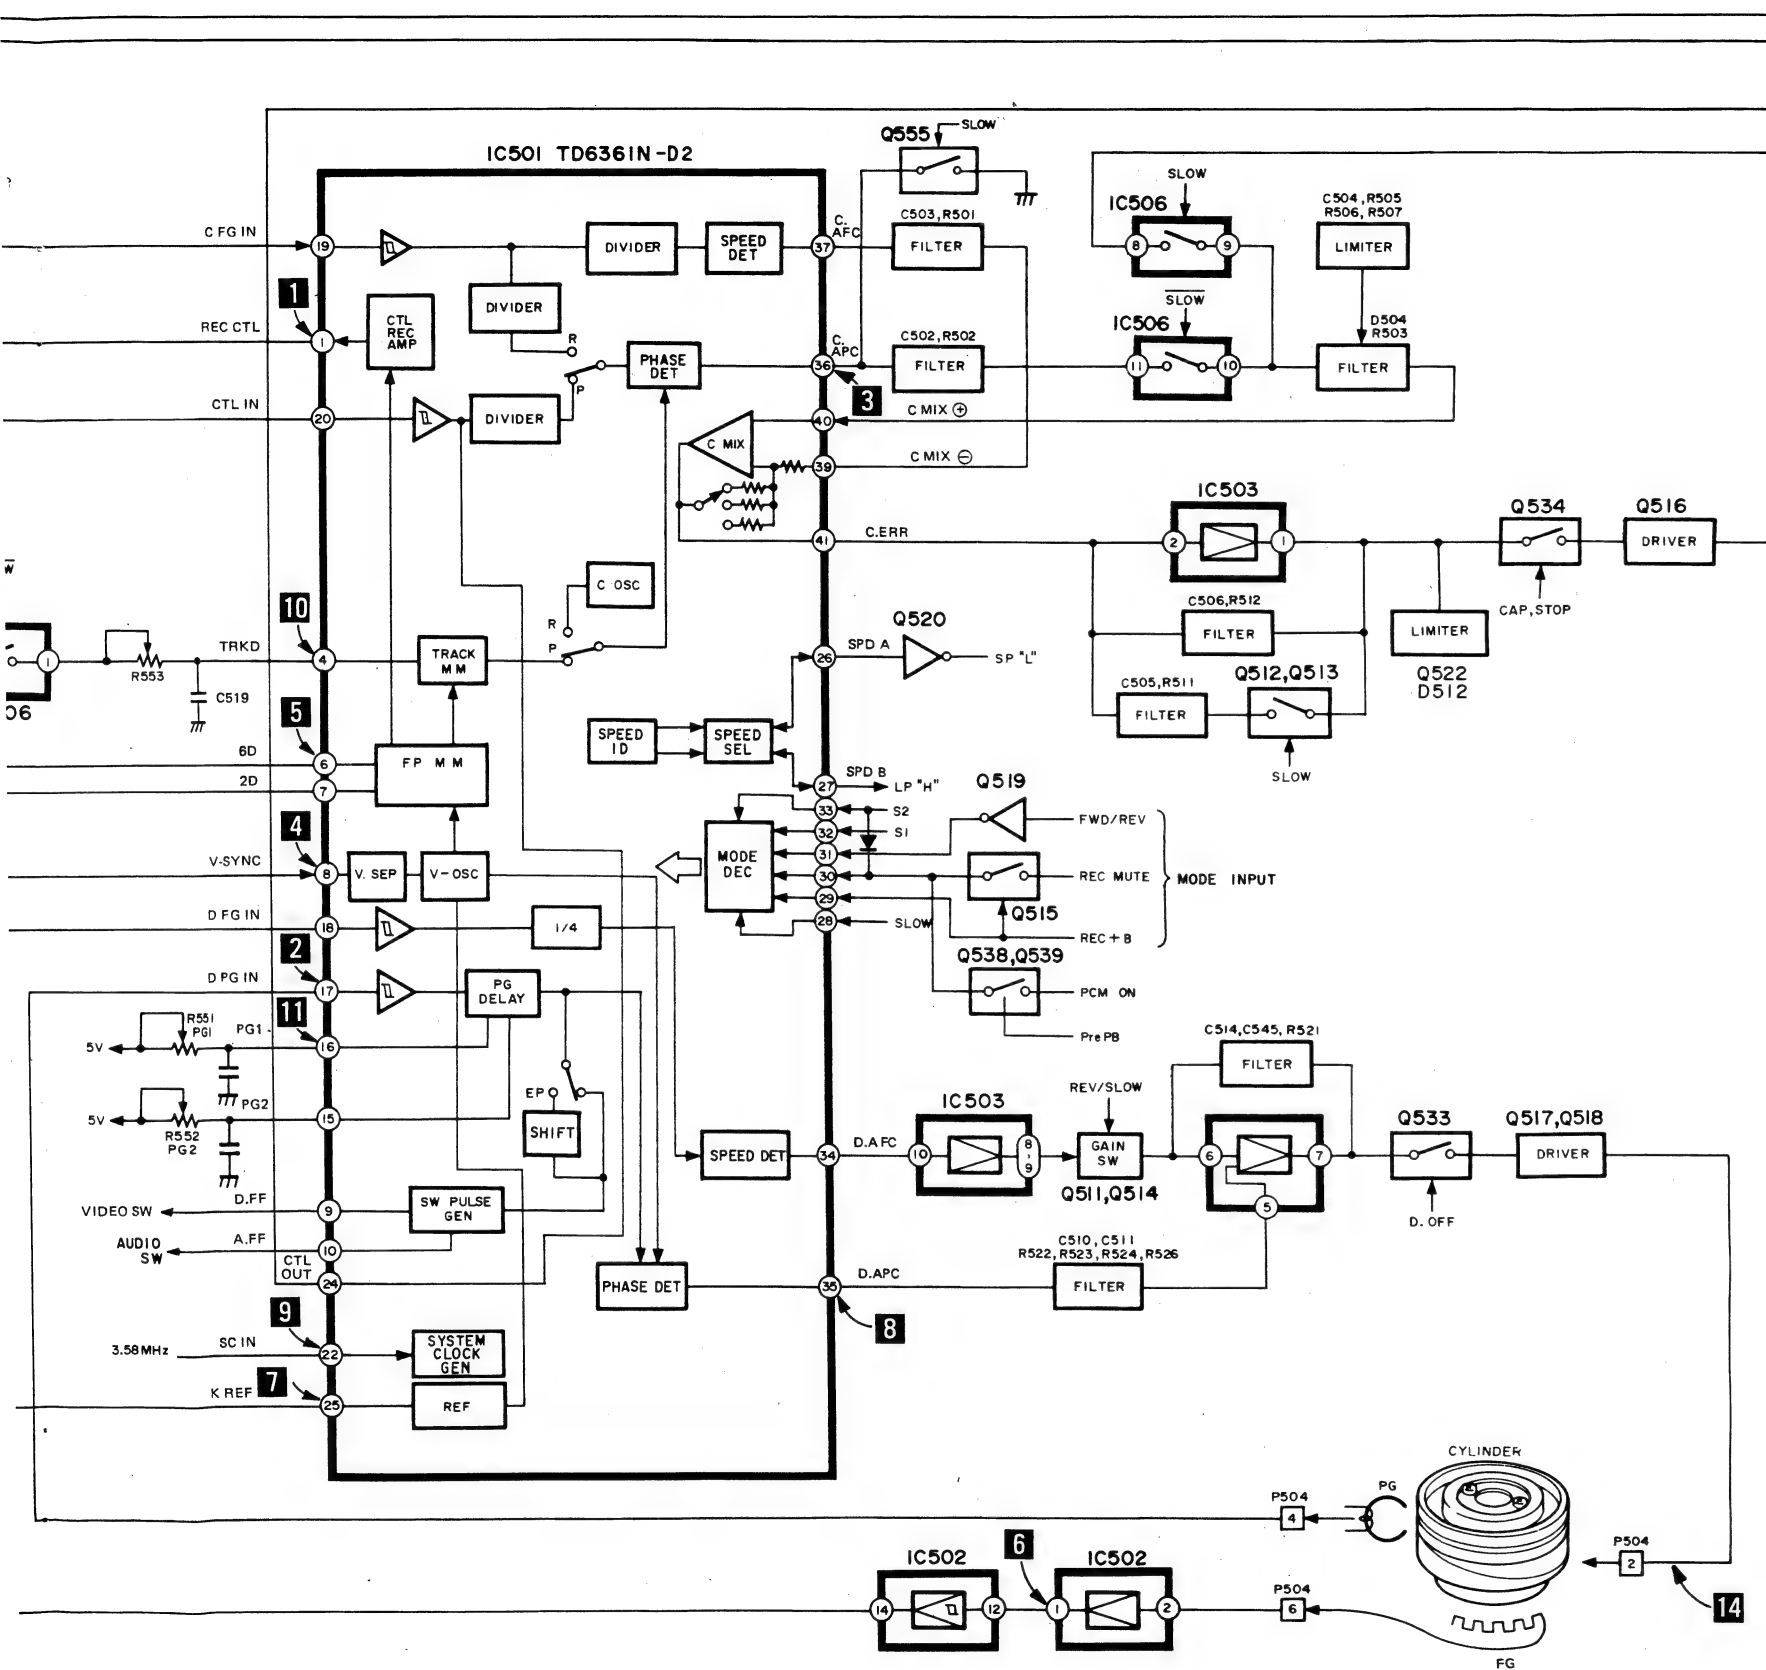 IC501 TD6361N-D2
Q555
SLOW
C FG IN
19
DIVIDER
SPEED DET
37
C. AFC
C503, R501
FILTER
SLOW
IC506
8
9
C504, R505
R506, R507
LIMITER
1
REC CTL
1
CTL REC AMP
DIVIDER
R
P
PHASE DET
36
C. APC
3
C502, R502
FILTER
SLOW
IC506
11
10
D504
R503
FILTER
CTL IN
20
DIVIDER
C MIX
40
C MIX ⊕
39
C MIX ⊖
41
C.ERR
IC503
2
1
Q534
CAP, STOP
Q516
DRIVER
C506, R512
FILTER
C505, R511
FILTER
Q512, Q513
SLOW
LIMITER
Q522
D512
W
1
06
R553
C519
10
TRKD
4
TRACK MM
C OSC
R
P
26
SPD A
Q520
SP "L"
5
6D
6
2D
7
FP MM
SPEED ID
SPEED SEL
27
SPD B
LP "H"
33
S2
32
S1
31
30
29
28
SLOW
MODE DEC
Q519
FWD/REV
REC MUTE
Q515
REC+B
MODE INPUT
Q538, Q539
PCM ON
Pre PB
4
V-SYNC
8
V. SEP
V-OSC
D FG IN
18
1/4
2
D PG IN
17
PG DELAY
11
R551
PG1
5V
PG1
16
5V
PG2
R552
PG2
15
EP
SHIFT
SPEED DET
34
D.AFC
IC503
10
8-9
REV/SLOW
GAIN SW
Q511, Q514
C514, C545, R521
FILTER
6
7
5
Q533
D. OFF
Q517, Q518
DRIVER
VIDEO SW
D.FF
9
SW PULSE GEN
AUDIO SW
A.FF
10
CTL OUT
24
PHASE DET
35
D.APC
8
C510, C511
R522, R523, R524, R526
FILTER
9
3.58MHz
SC IN
22
SYSTEM CLOCK GEN
7
K REF
25
REF
CYLINDER
PG
P504
4
P504
2
14
IC502
14
12
6
IC502
1
2
P504
6
FG